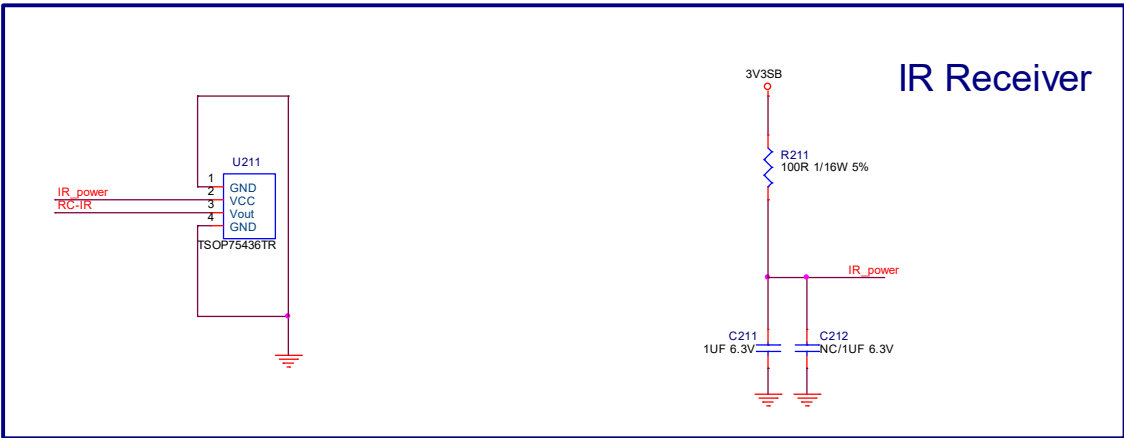 IR Receiver
3V3SB
R211
100R 1/16W 5%
U211
1
GND
IR_power
2
VCC
RC-IR
3
Vout
4
GND
TSOP75436TR
IR_power
C211
1UF 6.3V
C212
NC/1UF 6.3V